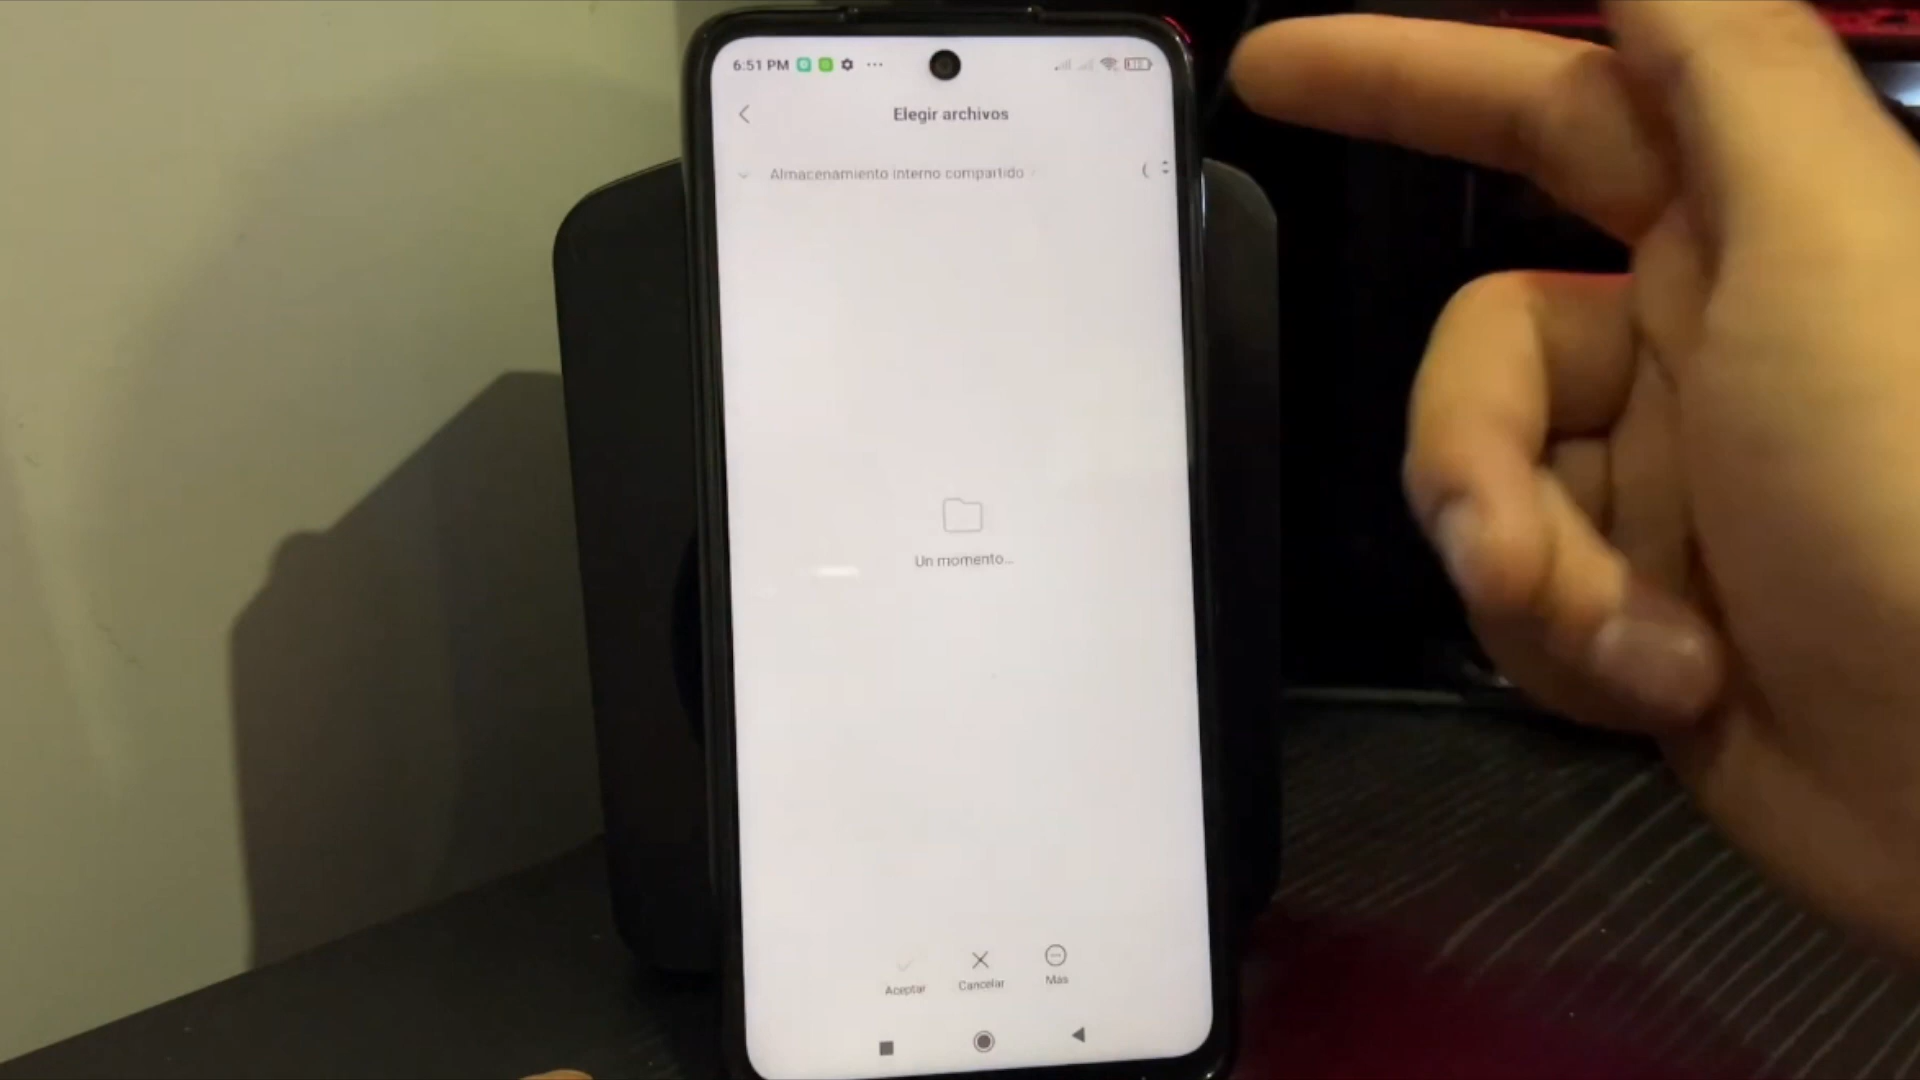 6:51 PM
Elegir archivos
Almacenamiento interno compartido
Un momento...
Aceptar
Cancelar
Más